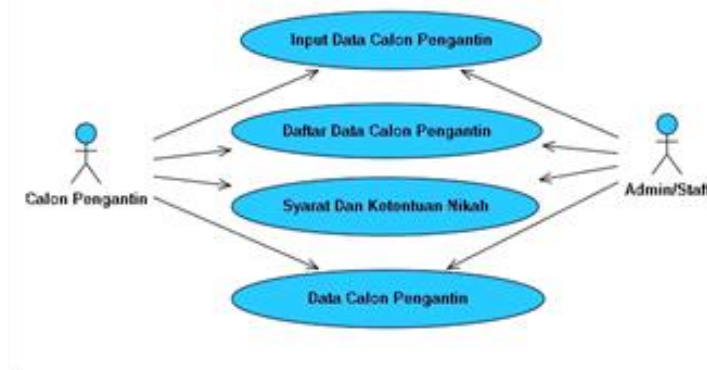 Input Data Calon Pengantin
Daftar Data Calon Pengantin
Calon Pengantin
Syarat Dan Ketentuan Nikah
Admin/Staff
Data Calon Pengantin